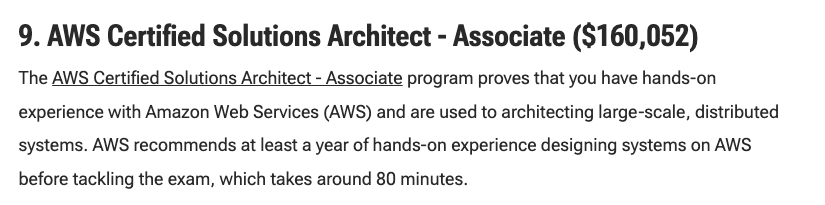 9. AWS Certified Solutions Architect - Associate ($160,052)
The AWS Certified Solutions Architect - Associate program proves that you have hands-on
experience with Amazon Web Services (AWS) and are used to architecting large-scale, distributed
systems. AWS recommends at least a year of hands-on experience designing systems on AWS
before tackling the exam, which takes around 80 minutes.